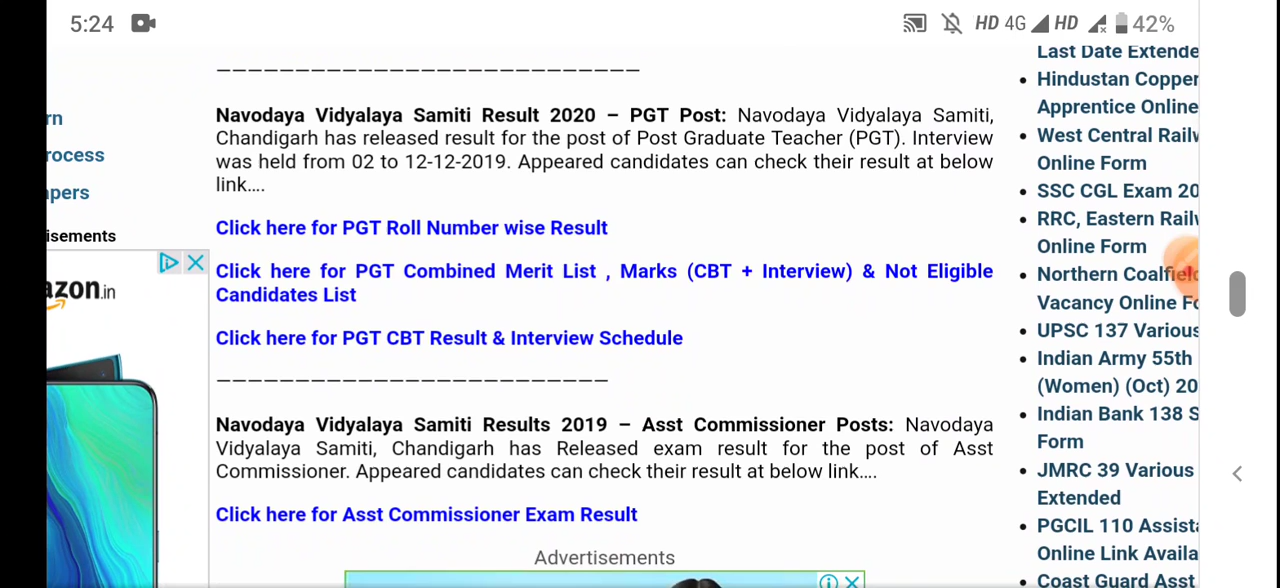 5:24 HD 4G HD 42%
——————————————————————————
Navodaya Vidyalaya Samiti Result 2020 – PGT Post: Navodaya Vidyalaya Samiti,
Chandigarh has released result for the post of Post Graduate Teacher (PGT). Interview
was held from 02 to 12-12-2019. Appeared candidates can check their result at below
link....
Click here for PGT Roll Number wise Result
Click here for PGT Combined Merit List , Marks (CBT + Interview) & Not Eligible
Candidates List
Click here for PGT CBT Result & Interview Schedule
————————————————————————
Navodaya Vidyalaya Samiti Results 2019 – Asst Commissioner Posts: Navodaya
Vidyalaya Samiti, Chandigarh has Released exam result for the post of Asst
Commissioner. Appeared candidates can check their result at below link....
Click here for Asst Commissioner Exam Result
Advertisements
rn
rocess
apers
isements
azon.in
Last Date Extende
Hindustan Copper
Apprentice Online
West Central Railw
Online Form
SSC CGL Exam 20
RRC, Eastern Railw
Online Form
Northern Coalfield
Vacancy Online Fo
UPSC 137 Various
Indian Army 55th
(Women) (Oct) 20
Indian Bank 138 S
Form
JMRC 39 Various
Extended
PGCIL 110 Assista
Online Link Availa
Coast Guard Asst